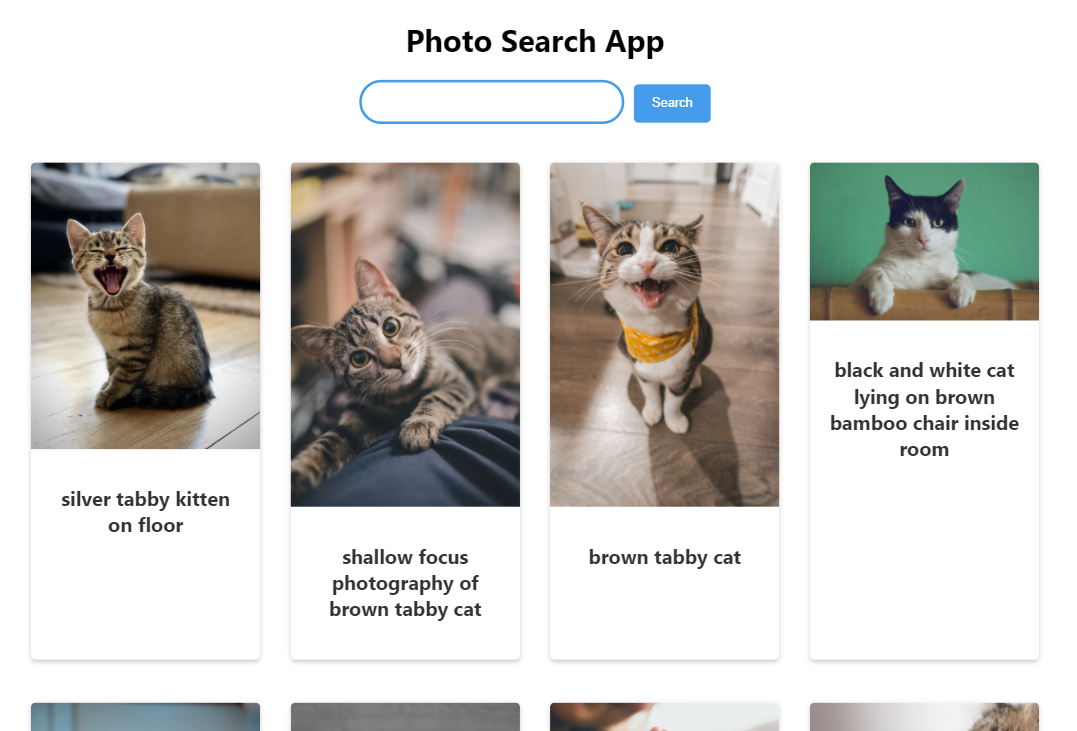 Photo Search App
Search
silver tabby kitten
on floor
shallow focus
photography of
brown tabby cat
brown tabby cat
black and white cat
lying on brown
bamboo chair inside
room